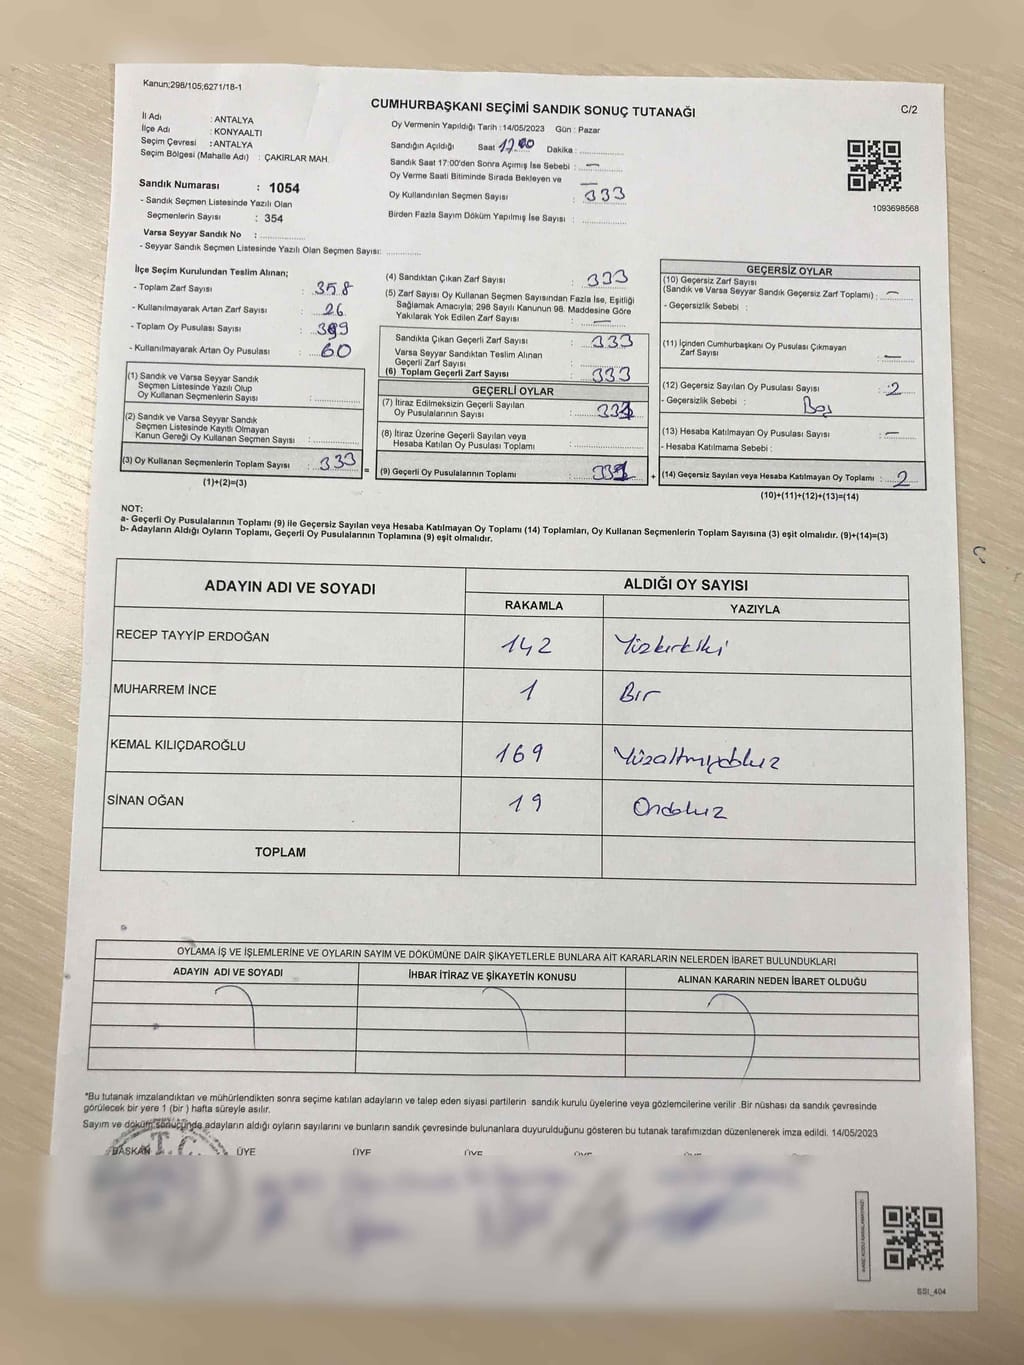 Kanun;298/105;6271/18-1
CUMHURBAŞKANI SEÇİMİ SANDIK SONUÇ TUTANAĞI
C/2
İl Adı : ANTALYA
İlçe Adı : KONYAALTI
Seçim Çevresi : ANTALYA
Seçim Bölgesi (Mahalle Adı) : ÇAKIRLAR MAH.
Sandık Numarası : 1054
- Sandık Seçmen Listesinde Yazılı Olan
Seçmenlerin Sayısı : 354
Varsa Seyyar Sandık No :
- Seyyar Sandık Seçmen Listesinde Yazılı Olan Seçmen Sayısı:
Oy Vermenin Yapıldığı Tarih :14/05/2023 Gün : Pazar
Sandığın Açıldığı Saat 17.00 Dakika :
Sandık Saat 17:00'den Sonra Açımış İse Sebebi : —
Oy Verme Saati Bitiminde Sırada Bekleyen ve —
Oy Kullandırılan Seçmen Sayısı : 333
Birden Fazla Sayım Döküm Yapılmış İse Sayısı :
1093698568
İlçe Seçim Kurulundan Teslim Alınan;
- Toplam Zarf Sayısı : 358
- Kullanılmayarak Artan Zarf Sayısı : 26
- Toplam Oy Pusulası Sayısı : 399
- Kullanılmayarak Artan Oy Pusulası : 60
(1) Sandık ve Varsa Seyyar Sandık
Seçmen Listesinde Yazılı Olup
Oy Kullanan Seçmenlerin Sayısı :
(2) Sandık ve Varsa Seyyar Sandık
Seçmen Listesinde Kayıtlı Olmayan
Kanun Gereği Oy Kullanan Seçmen Sayısı :
(3) Oy Kullanan Seçmenlerin Toplam Sayısı : 333
(1)+(2)=(3)
=
(4) Sandıktan Çıkan Zarf Sayısı : 333
(5) Zarf Sayısı Oy Kullanan Seçmen Sayısından Fazla İse, Eşitliği
Sağlamak Amacıyla; 298 Sayılı Kanunun 98. Maddesine Göre
Yakılarak Yok Edilen Zarf Sayısı : —
Sandıkta Çıkan Geçerli Zarf Sayısı : 333
Varsa Seyyar Sandıktan Teslim Alınan
Geçerli Zarf Sayısı :
(6) Toplam Geçerli Zarf Sayısı : 333
GEÇERLİ OYLAR
(7) İtiraz Edilmeksizin Geçerli Sayılan
Oy Pusulalarının Sayısı : 331
(8) İtiraz Üzerine Geçerli Sayılan veya
Hesaba Katılan Oy Pusulası Toplamı :
(9) Geçerli Oy Pusulalarının Toplamı : 331
+
GEÇERSİZ OYLAR
(10) Geçersiz Zarf Sayısı
(Sandık ve Varsa Seyyar Sandık Geçersiz Zarf Toplamı) : —
- Geçersizlik Sebebi :
(11) İçinden Cumhurbaşkanı Oy Pusulası Çıkmayan
Zarf Sayısı : —
(12) Geçersiz Sayılan Oy Pusulası Sayısı : 2
- Geçersizlik Sebebi : Boş
(13) Hesaba Katılmayan Oy Pusulası Sayısı : —
- Hesaba Katılmama Sebebi :
(14) Geçersiz Sayılan veya Hesaba Katılmayan Oy Toplamı : 2
(10)+(11)+(12)+(13)=(14)
NOT:
a- Geçerli Oy Pusulalarının Toplamı (9) ile Geçersiz Sayılan veya Hesaba Katılmayan Oy Toplamı (14) Toplamları, Oy Kullanan Seçmenlerin Toplam Sayısına (3) eşit olmalıdır. (9)+(14)=(3)
b- Adayların Aldığı Oyların Toplamı, Geçerli Oy Pusulalarının Toplamına (9) eşit olmalıdır.
ADAYIN ADI VE SOYADI
ALDIĞI OY SAYISI
RAKAMLA YAZIYLA
RECEP TAYYİP ERDOĞAN 142 Yüzkırkiki
MUHARREM İNCE 1 Bir
KEMAL KILIÇDAROĞLU 169 Yüzaltmışdokuz
SİNAN OĞAN 19 Ondokuz
TOPLAM
OYLAMA İŞ VE İŞLEMLERİNE VE OYLARIN SAYIM VE DÖKÜMÜNE DAİR ŞİKAYETLERLE BUNLARA AİT KARARLARIN NELERDEN İBARET BULUNDUKLARI
ADAYIN ADI VE SOYADI İHBAR İTİRAZ VE ŞİKAYETİN KONUSU ALINAN KARARIN NEDEN İBARET OLDUĞU
*Bu tutanak imzalandıktan ve mühürlendikten sonra seçime katılan adayların ve talep eden siyasi partilerin sandık kurulu üyelerine veya gözlemcilerine verilir .Bir nüshası da sandık çevresinde
görülecek bir yere 1 (bir ) hafta süreyle asılır.
Sayım ve döküm sonucunda adayların aldığı oyların sayılarını ve bunların sandık çevresinde bulunanlara duyurulduğunu gösteren bu tutanak tarafımızdan düzenlenerek imza edildi. 14/05/2023
BAŞKAN ÜYE ÜYE ÜYE ÜYE ÜYE ÜYE
T.C.
SSİ_404